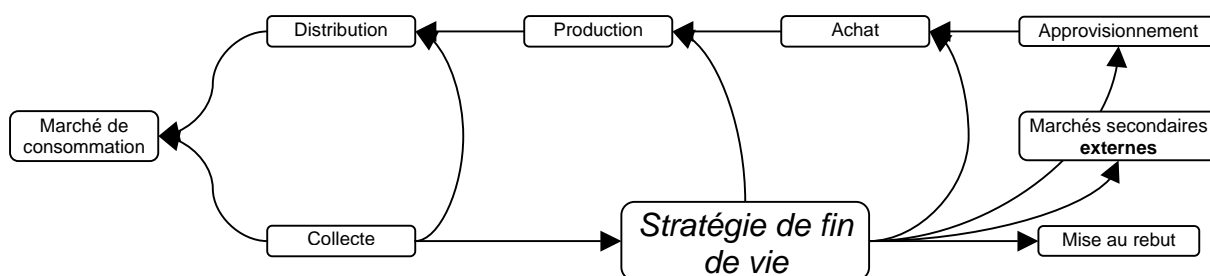 Distribution
Production
Achat
Approvisionnement
Marché de
consommation
Marchés secondaires
externes
Collecte
Stratégie de fin
de vie
Mise au rebut